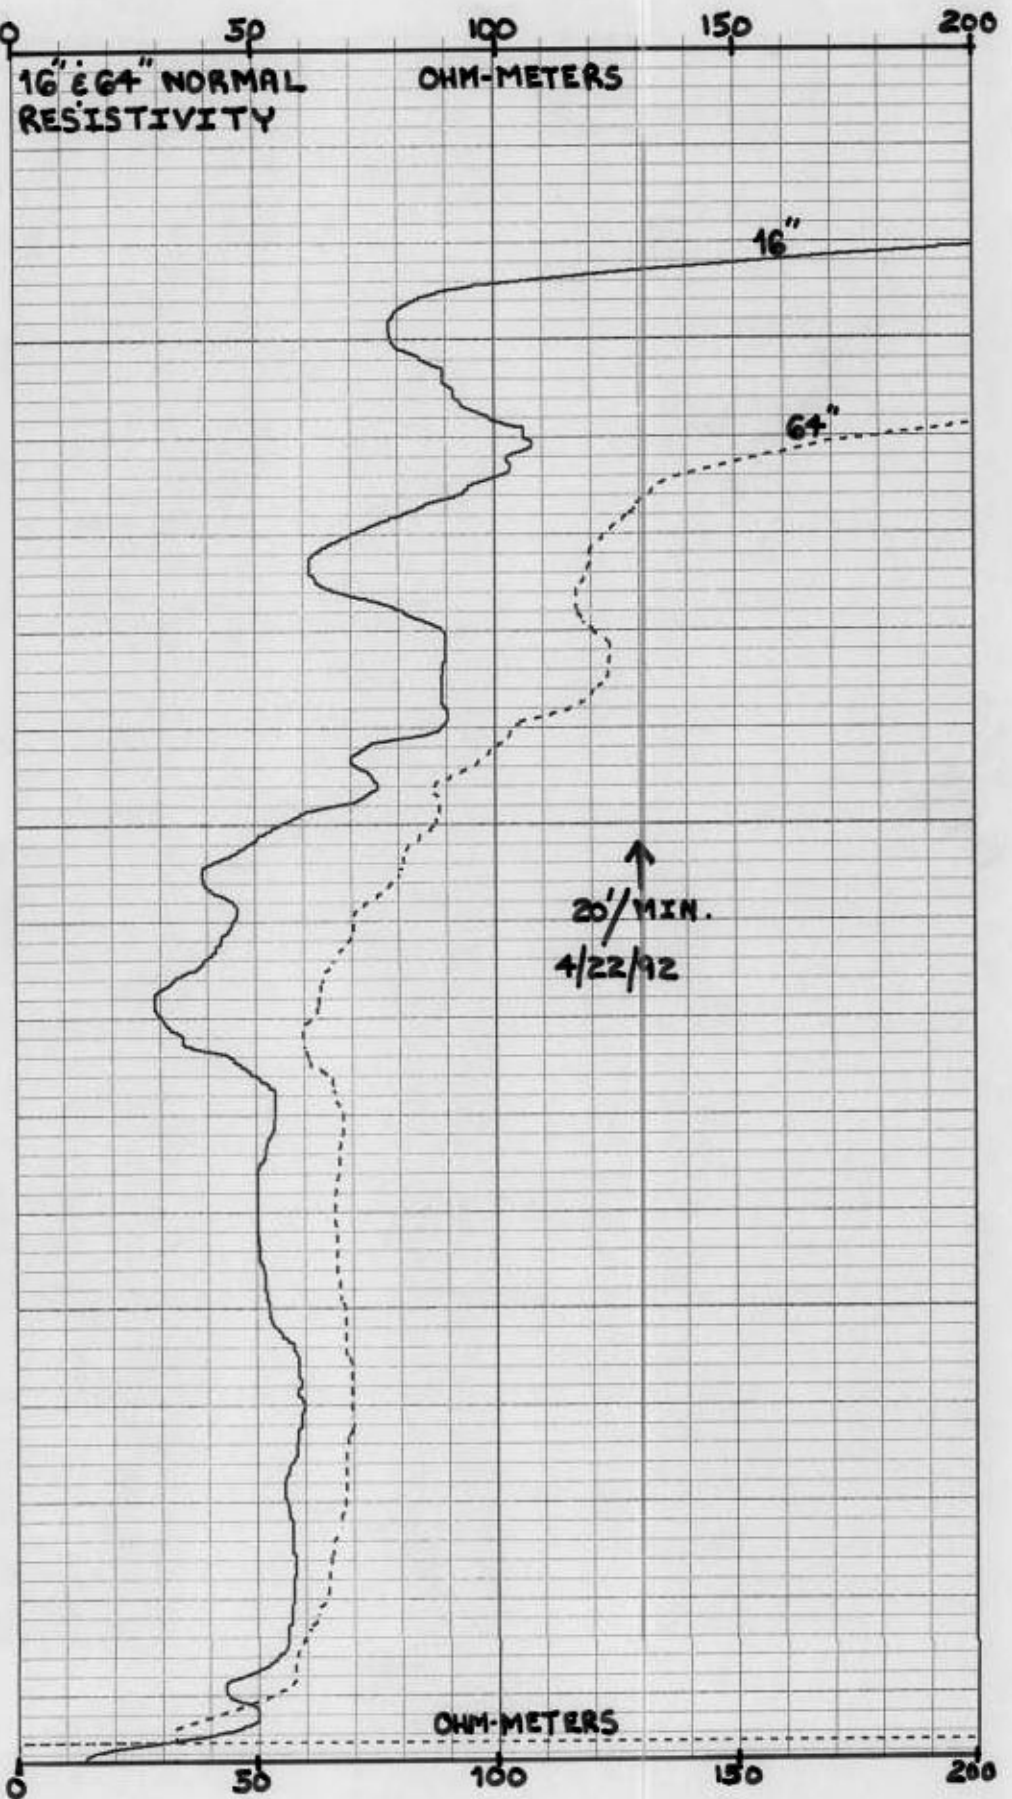 0 50 100 150 200
16" & 64" NORMAL OHM-METERS
RESISTIVITY
16"
64"
20'/MIN.
4/22/92
OHM-METERS
0 50 100 150 200